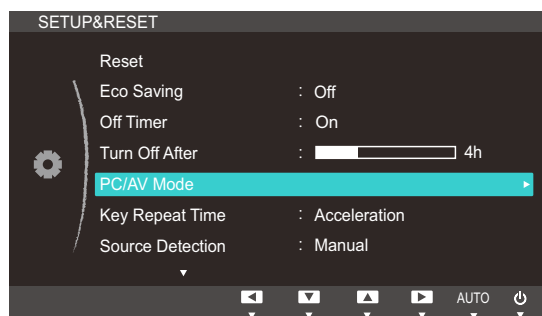 SETUP&RESET
Reset
Eco Saving : Off
Off Timer : On
Turn Off After : 4h
PC/AV Mode
Key Repeat Time : Acceleration
Source Detection : Manual
AUTO